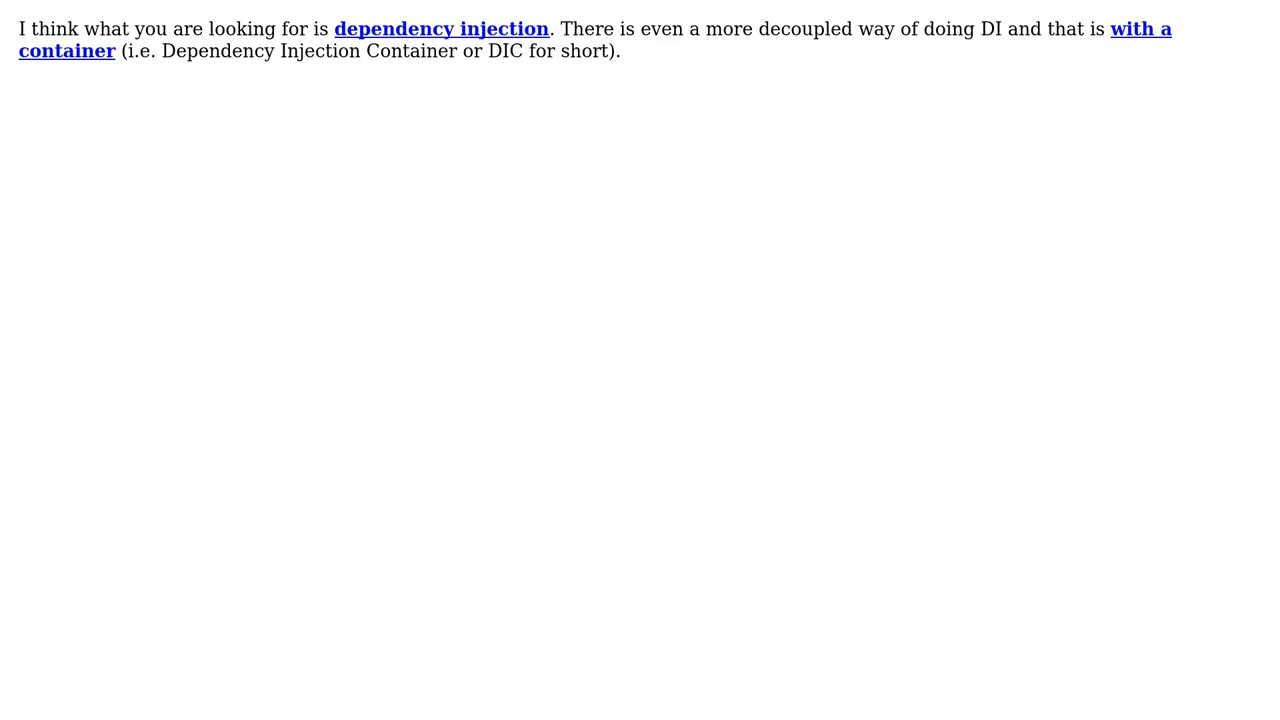 I think what you are looking for is dependency injection. There is even a more decoupled way of doing DI and that is with a
container (i.e. Dependency Injection Container or DIC for short).